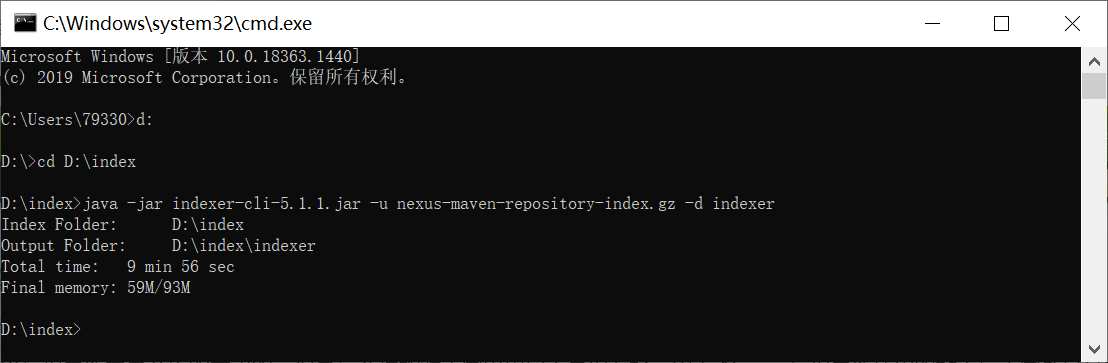 C:\Windows\system32\cmd.exe
Microsoft Windows [版本 10.0.18363.1440]
(c) 2019 Microsoft Corporation。保留所有权利。
C:\Users\79330>d:
D:\>cd D:\index
D:\index>java -jar indexer-cli-5.1.1.jar -u nexus-maven-repository-index.gz -d indexer
Index Folder:      D:\index
Output Folder:     D:\index\indexer
Total time:   9 min 56 sec
Final memory: 59M/93M
D:\index>